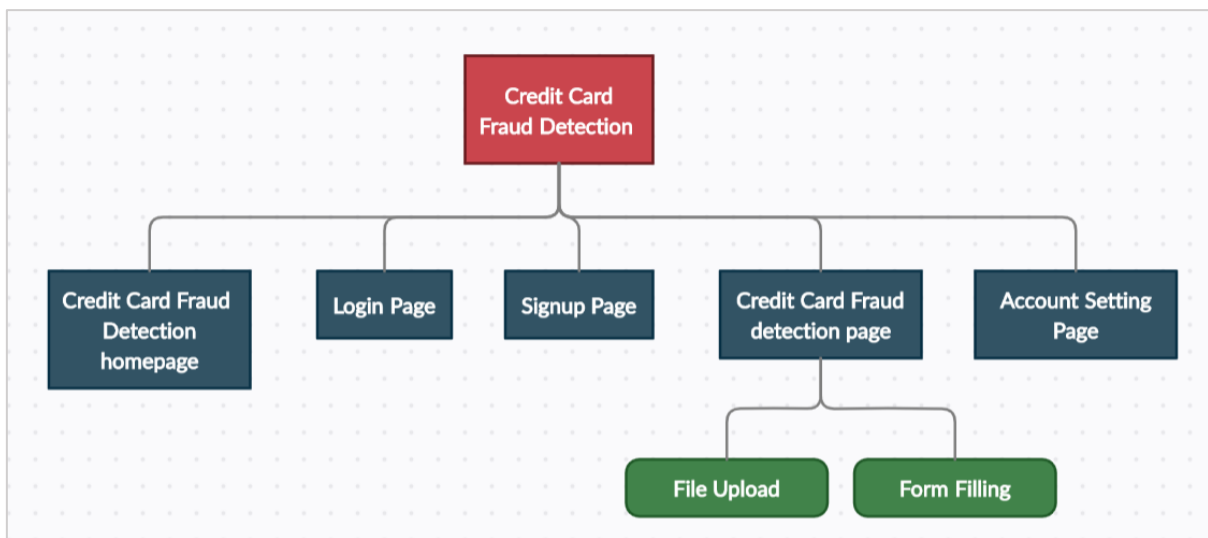 Credit Card
Fraud Detection
Credit Card Fraud
Detection
homepage
Login Page
Signup Page
Credit Card Fraud
detection page
Account Setting
Page
File Upload
Form Filling